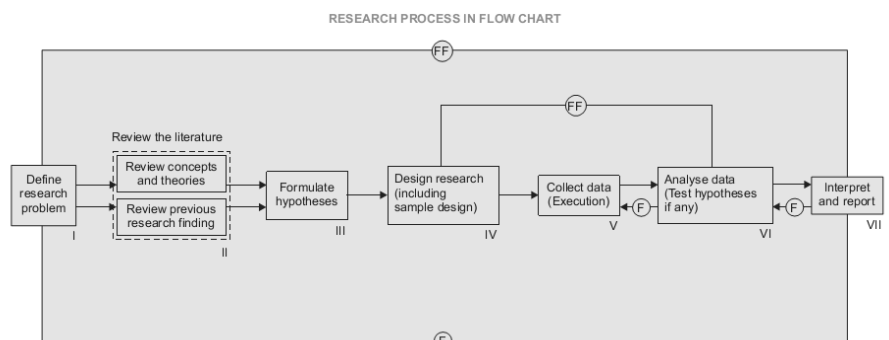 RESEARCH PROCESS IN FLOW CHART
FF
FF
Review the literature
Define
research
problem
I
Review concepts
and theories
Review previous
research finding
II
Formulate
hypotheses
III
Design research
(including
sample design)
IV
Collect data
(Execution)
V
F
Analyse data
(Test hypotheses
if any)
VI
F
Interpret
and report
VII
F